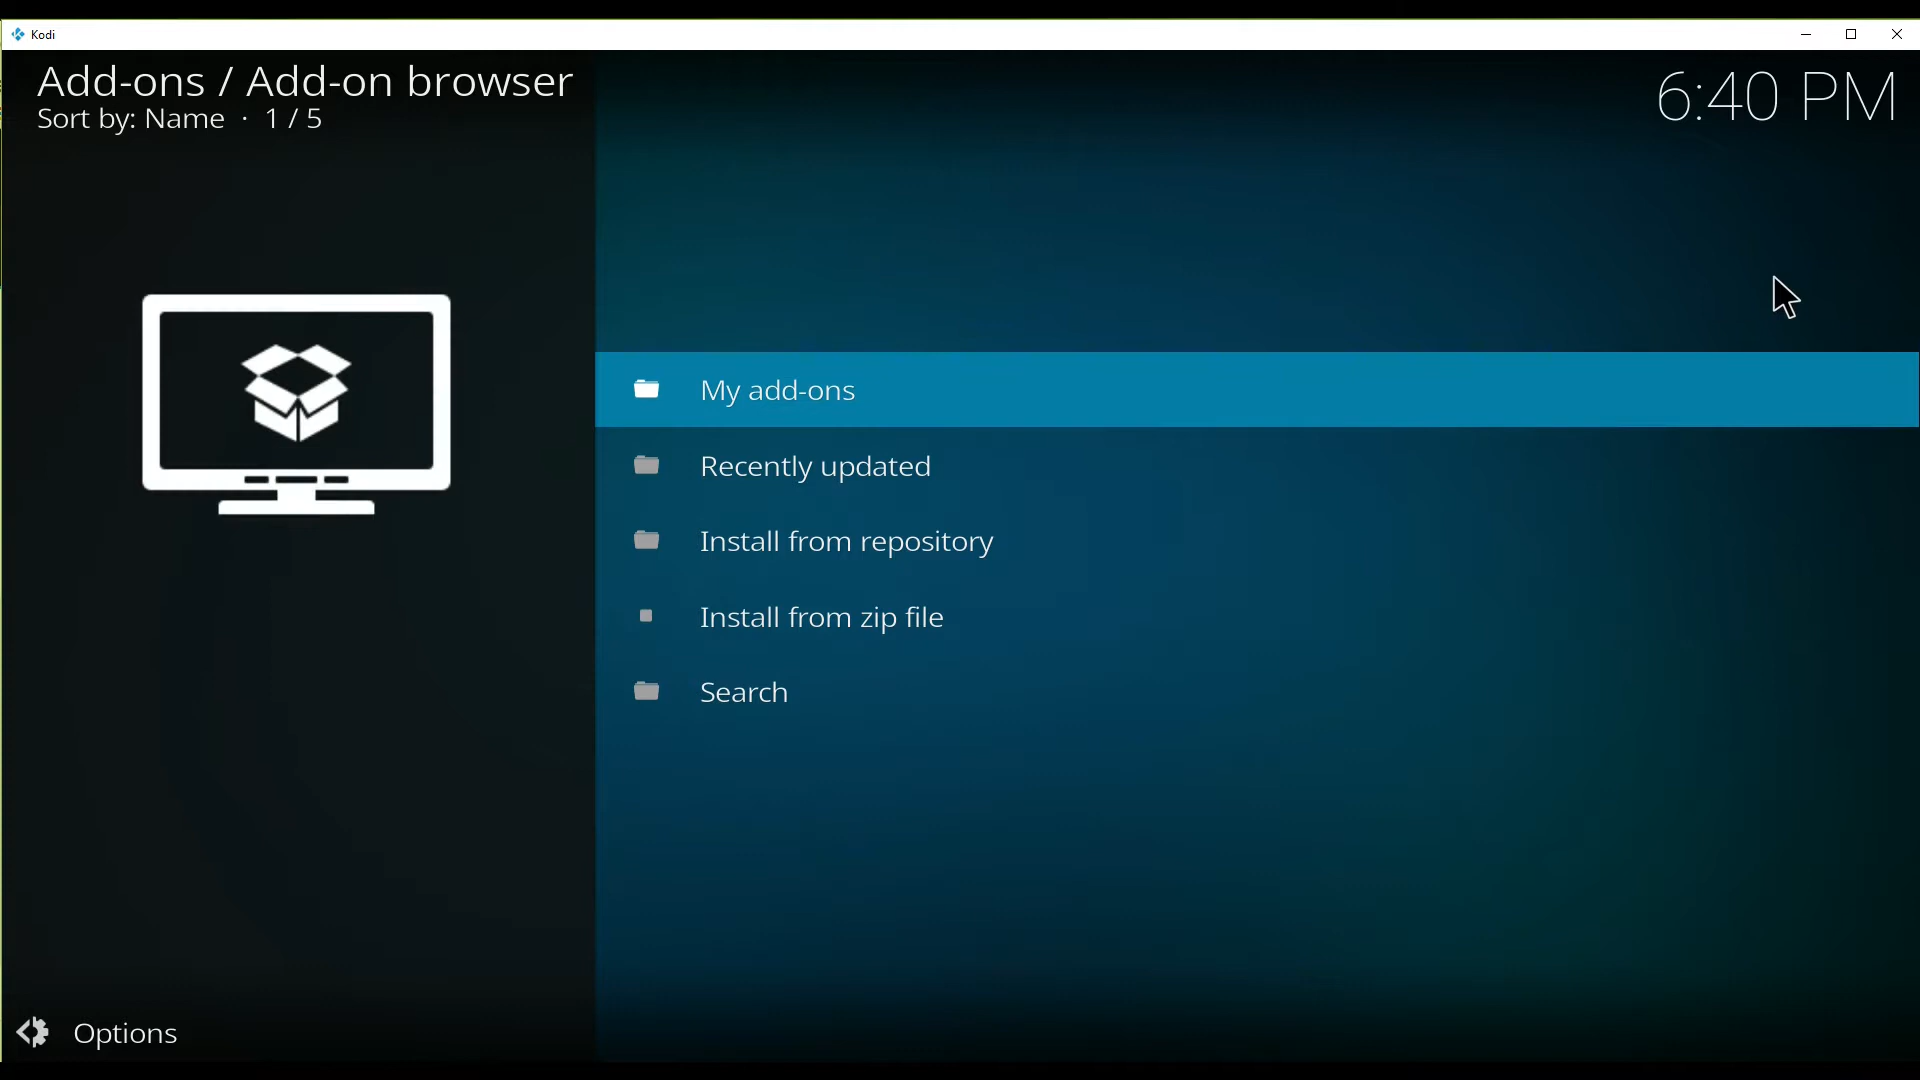 Kodi
Add-ons / Add-on browser
Sort by: Name · 1 / 5
6:40 PM
My add-ons
Recently updated
Install from repository
Install from zip file
Search
Options